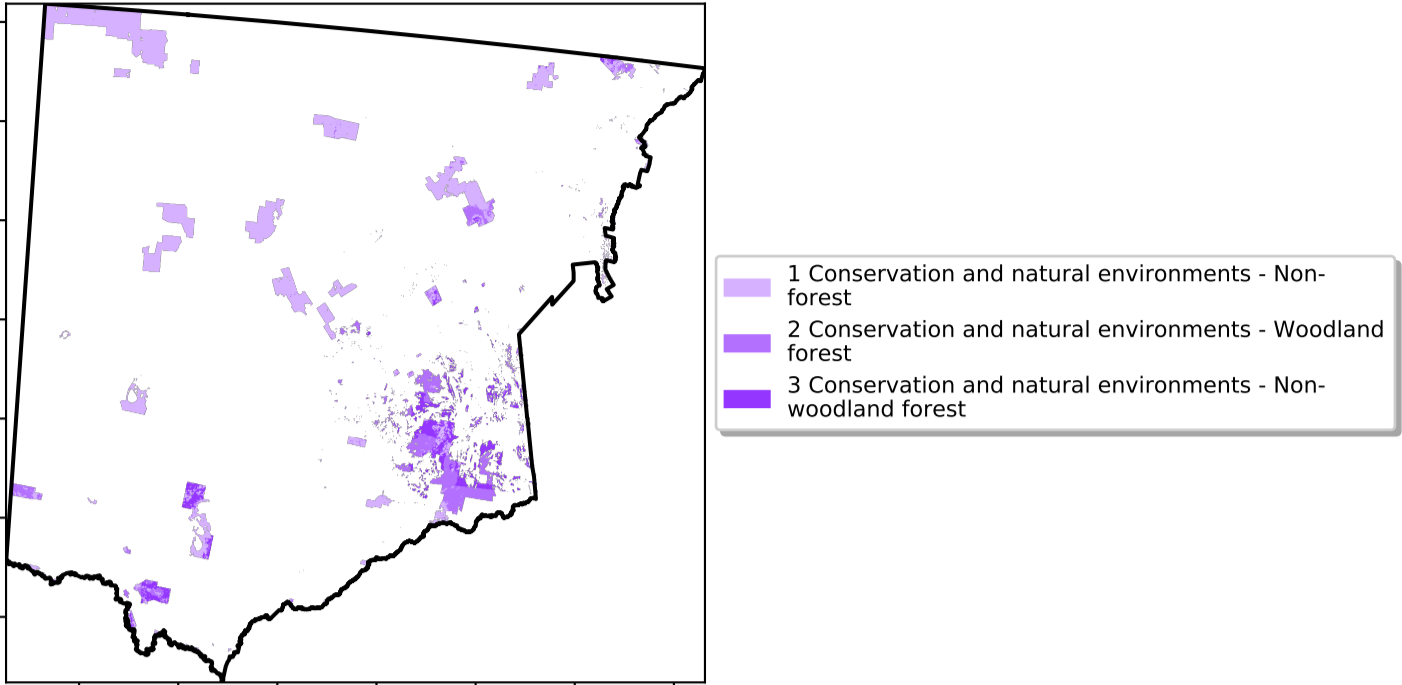 1 Conservation and natural environments - Non-
forest
2 Conservation and natural environments - Woodland
forest
3 Conservation and natural environments - Non-
woodland forest